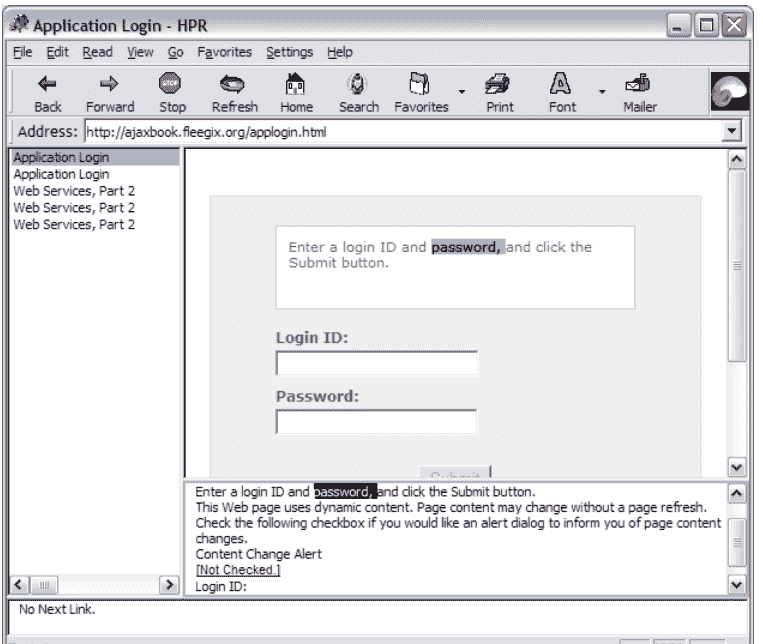 Application Login - HPR
File Edit Read View Go Favorites Settings Help
STOP
Back Forward Stop Refresh Home Search Favorites Print Font Mailer
Address: http://ajaxbook.fleegix.org/applogin.html
Application Login
Application Login
Web Services, Part 2
Web Services, Part 2
Web Services, Part 2
Enter a login ID and password, and click the
Submit button.
Login ID:
Password:
Submit
Enter a login ID and password, and click the Submit button.
This Web page uses dynamic content. Page content may change without a page refresh.
Check the following checkbox if you would like an alert dialog to inform you of page content
changes.
Content Change Alert
[Not Checked.]
Login ID:
No Next Link.